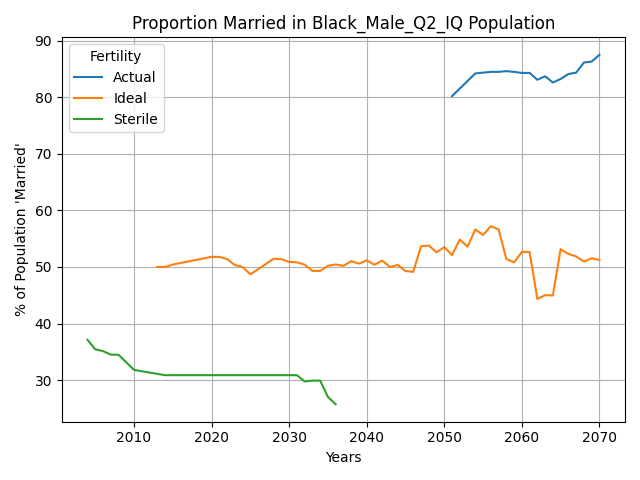 Proportion Married in Black_Male_Q2_IQ Population
% of Population 'Married'
90
80
70
60
50
40
30
Fertility
Actual
Ideal
Sterile
2010
2020
2030
2040
2050
2060
2070
Years